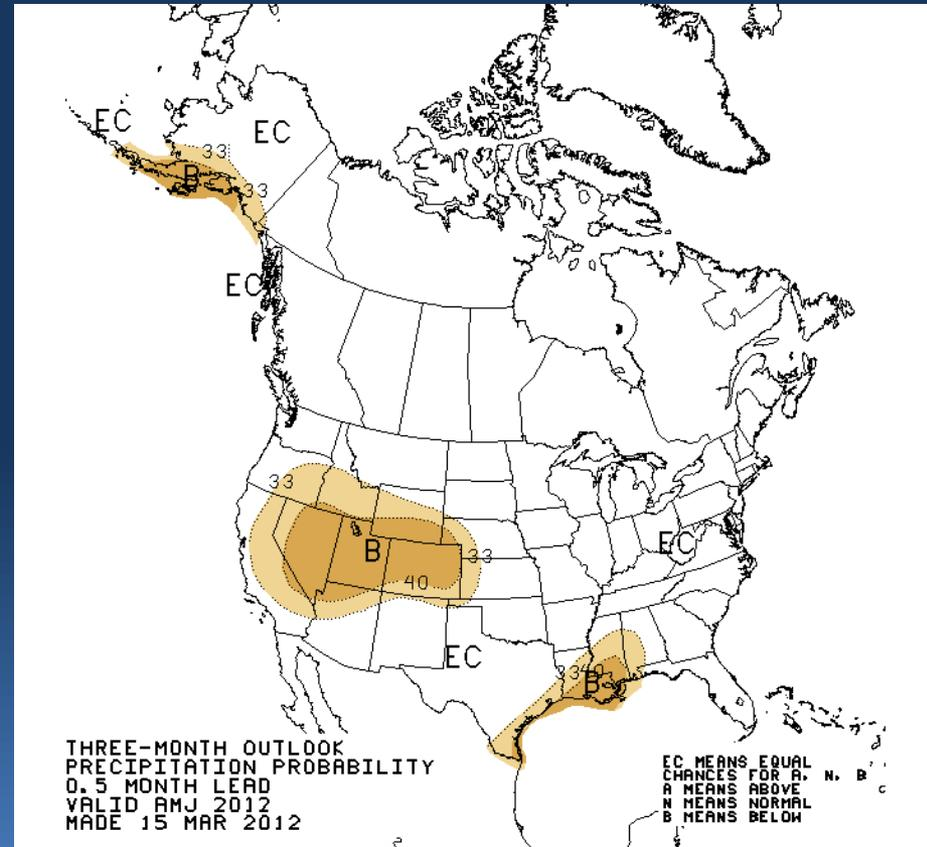 EC
EC
33
B
33
EC
33
B
33
40
EC
EC
33
40
B
THREE-MONTH OUTLOOK
PRECIPITATION PROBABILITY
0.5 MONTH LEAD
VALID AMJ 2012
MADE 15 MAR 2012
EC MEANS EQUAL
CHANCES FOR A, N, B
A MEANS ABOVE
N MEANS NORMAL
B MEANS BELOW